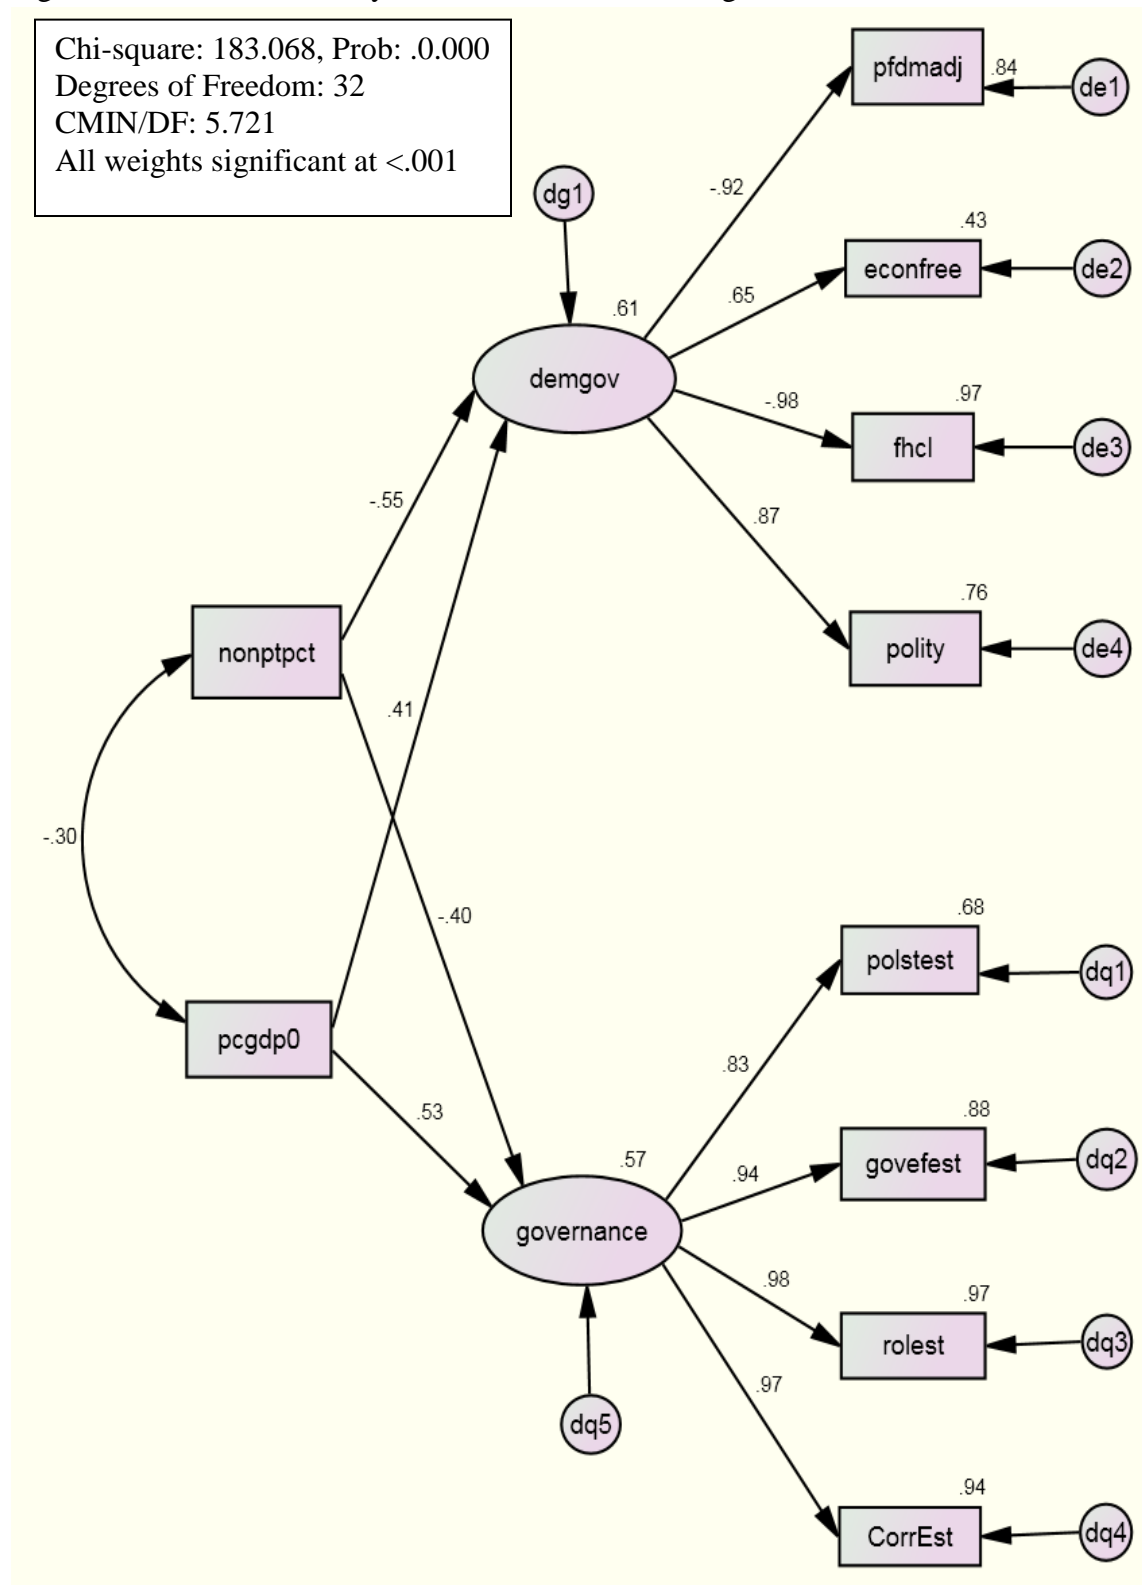 Chi-square: 183.068, Prob: .0.000
Degrees of Freedom: 32
CMIN/DF: 5.721
All weights significant at <.001
pfdmadj
.84
de1
dg1
-.92
.43
econfree
de2
.65
.61
demgov
-.98
.97
fhcl
de3
-.55
.87
.76
polity
de4
nonptpct
.41
-.30
-.40
.68
polstest
dq1
pcgdp0
.83
.53
.88
govefest
dq2
.57
.94
governance
.98
.97
rolest
dq3
.97
dq5
.94
CorrEst
dq4